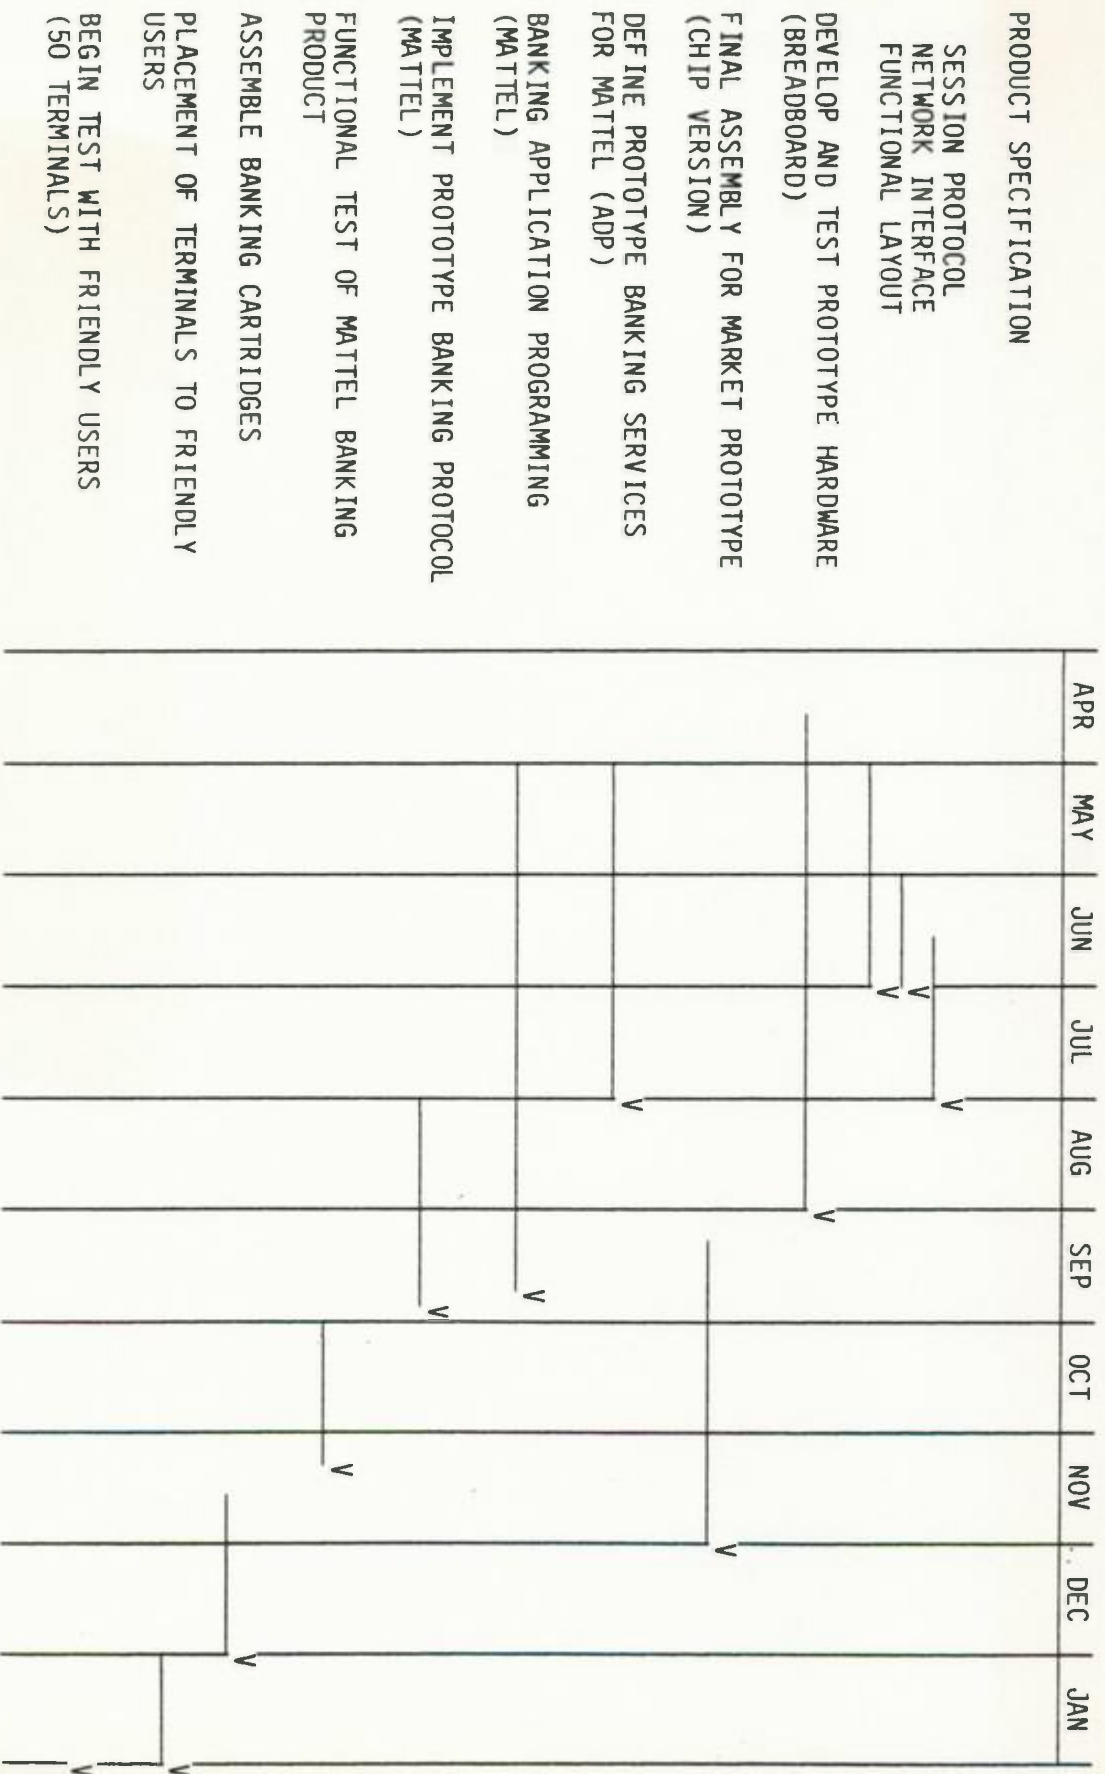 APR MAY JUN JUL AUG SEP OCT NOV DEC JAN
PRODUCT SPECIFICATION
SESSION PROTOCOL
NETWORK INTERFACE
FUNCTIONAL LAYOUT
DEVELOP AND TEST PROTOTYPE HARDWARE
(BREADBOARD)
FINAL ASSEMBLY FOR MARKET PROTOTYPE
(CHIP VERSION)
DEFINE PROTOTYPE BANKING SERVICES
FOR MATTEL (ADP)
BANKING APPLICATION PROGRAMMING
(MATTEL)
IMPLEMENT PROTOTYPE BANKING PROTOCOL
(MATTEL)
FUNCTIONAL TEST OF MATTEL BANKING
PRODUCT
ASSEMBLE BANKING CARTRIDGES
PLACEMENT OF TERMINALS TO FRIENDLY
USERS
BEGIN TEST WITH FRIENDLY USERS
(50 TERMINALS)